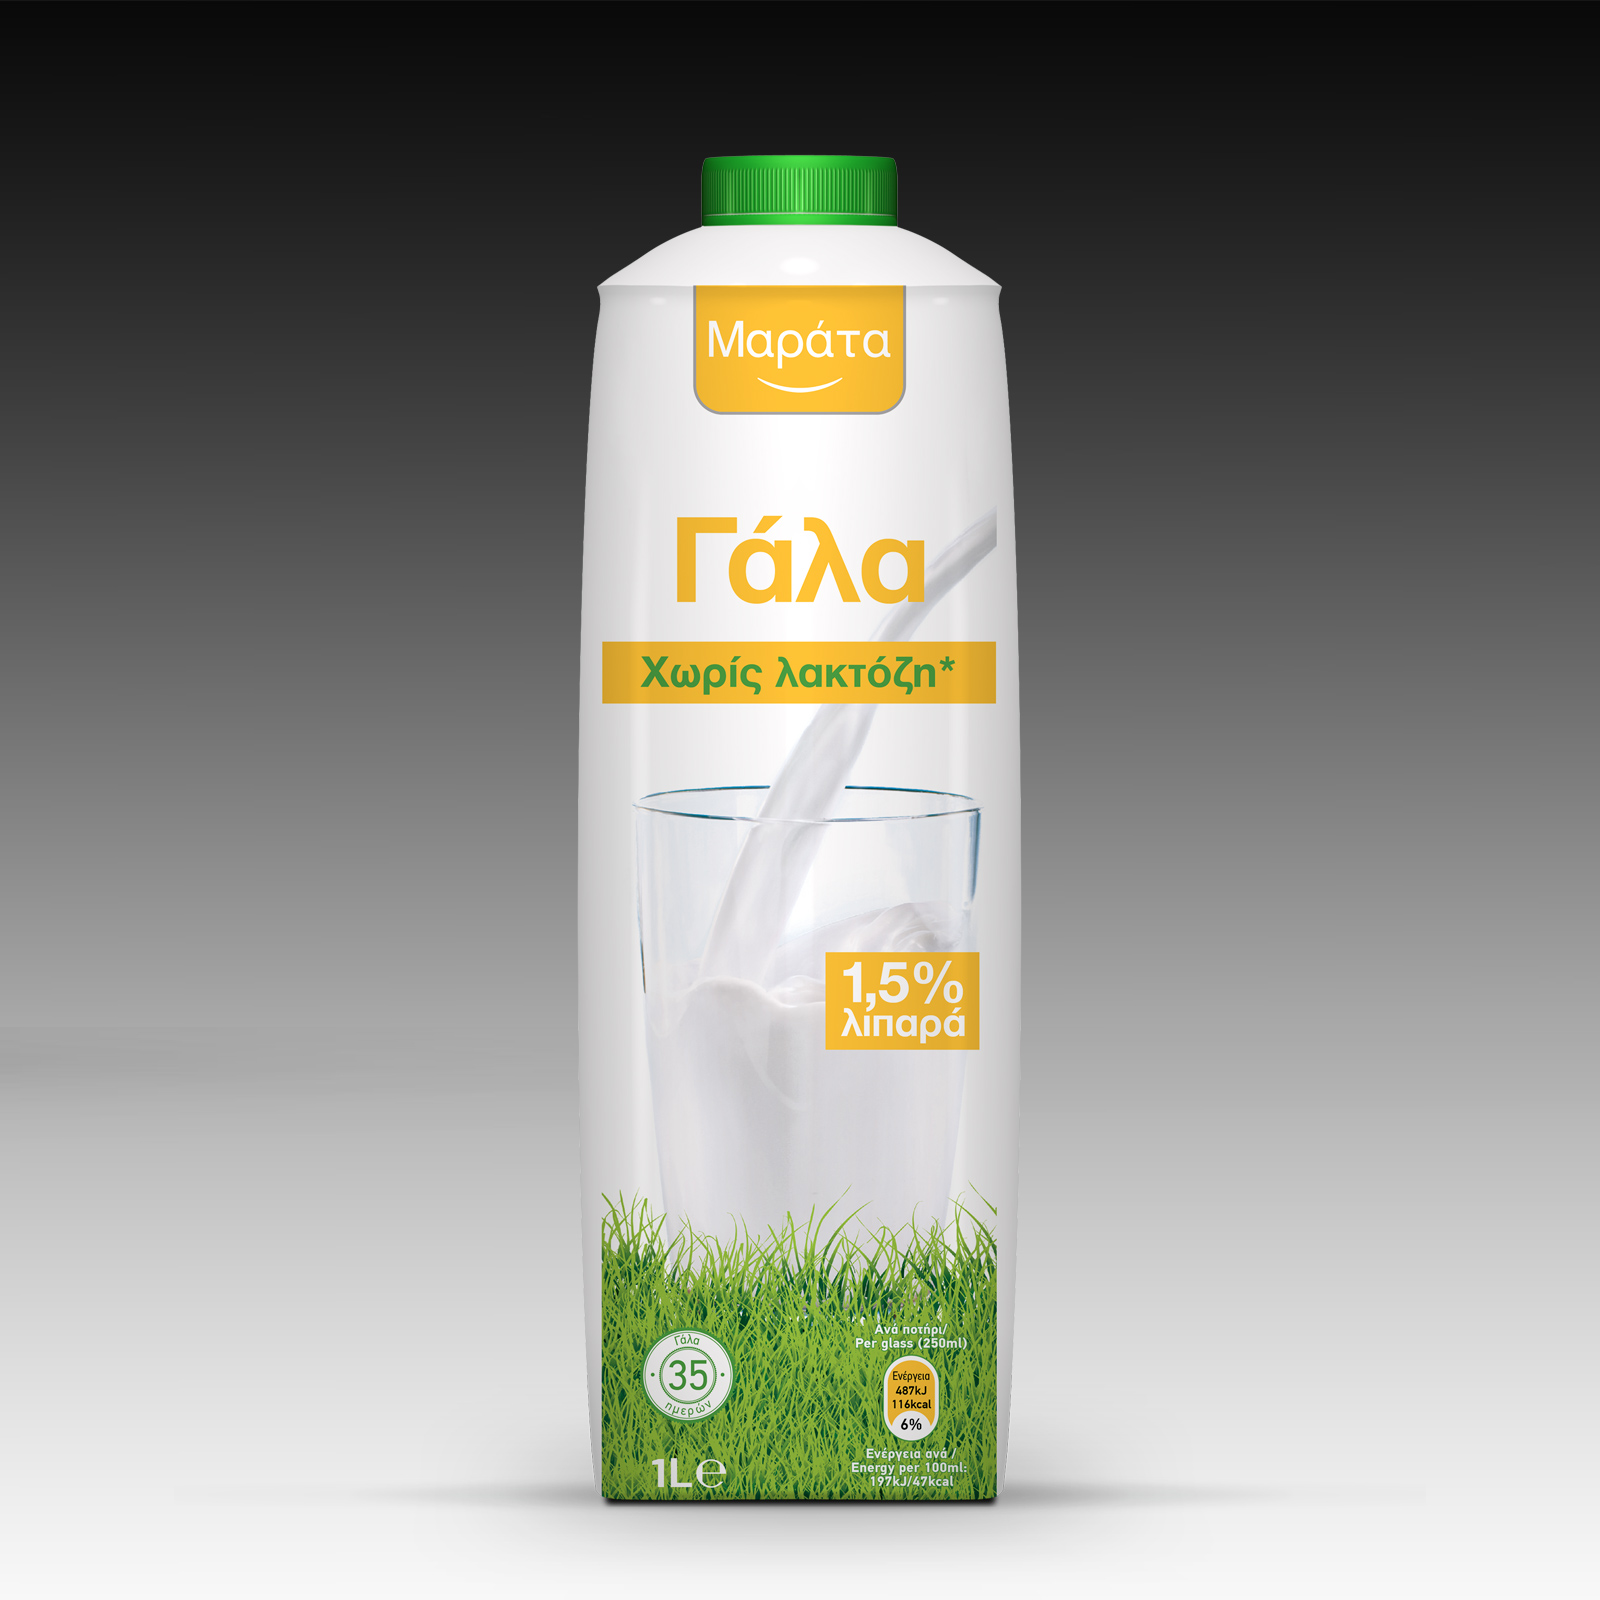 Μαράτα
Γάλα
Χωρίς λακτόζη*
1,5%
λιπαρά
Γάλα
35
ημερών
1L℮
Ανά ποτήρι/
Per glass (250ml)
Ενέργεια
487kJ
116kcal
6%
Ενέργεια ανά /
Energy per 100ml:
197kJ/47kcal